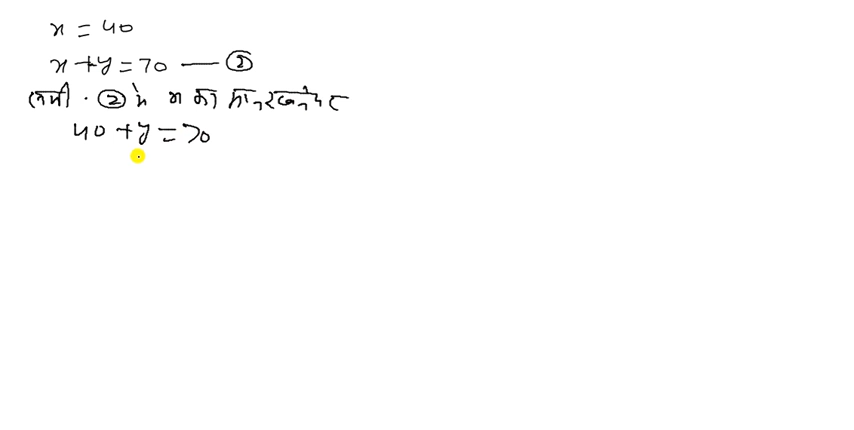 x = 40
x + y = 70 — ②
समी. ② में x का मान रखने पर
40 + y = 70